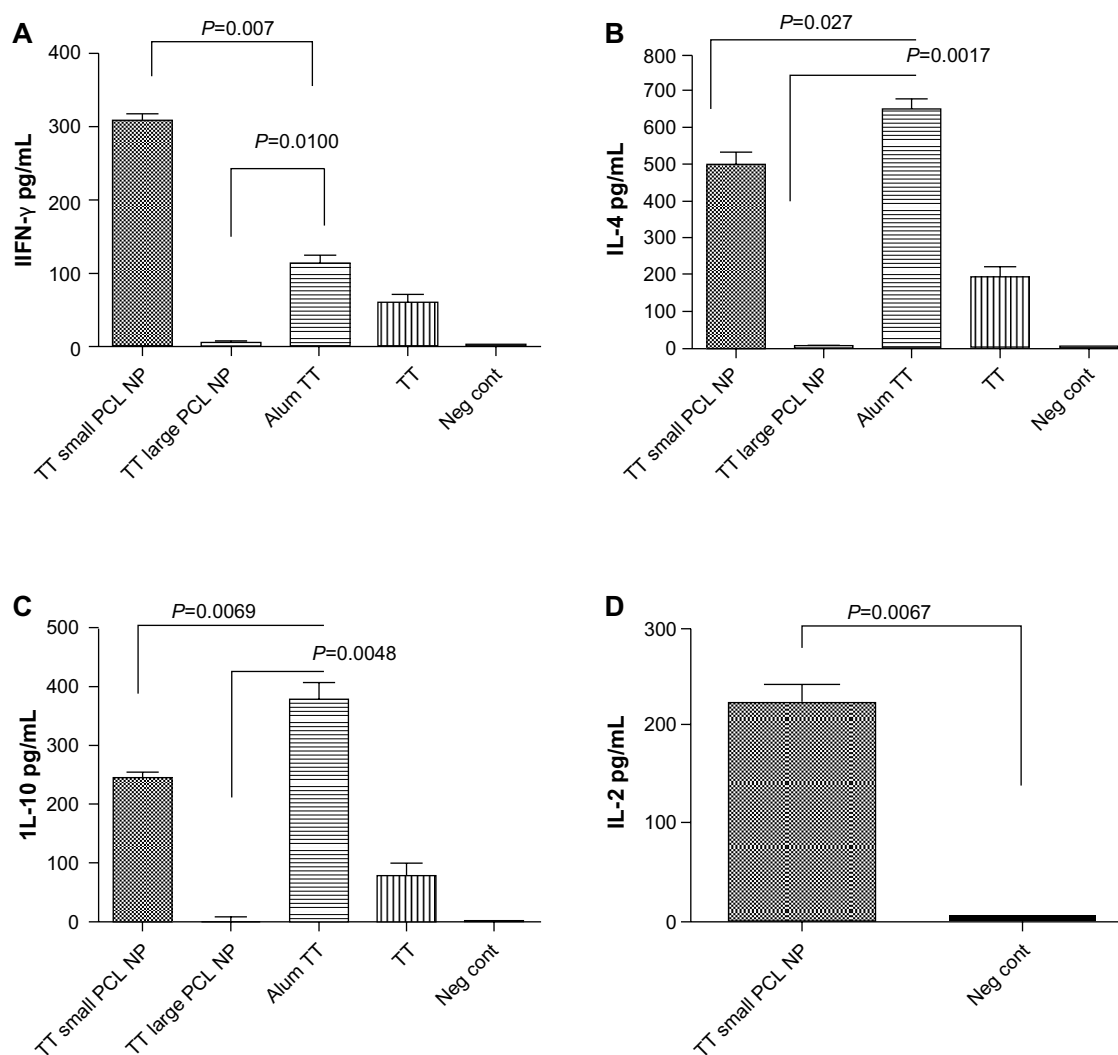 A
P=0.007
P=0.0100
IIFN-γ pg/mL
400
300
200
100
0
TT small PCL NP
TT large PCL NP
Alum TT
TT
Neg cont
B
P=0.027
P=0.0017
IL-4 pg/mL
800
700
600
500
400
300
200
100
0
TT small PCL NP
TT large PCL NP
Alum TT
TT
Neg cont
C
P=0.0069
P=0.0048
1L-10 pg/mL
500
400
300
200
100
0
TT small PCL NP
TT large PCL NP
Alum TT
TT
Neg cont
D
P=0.0067
IL-2 pg/mL
300
200
100
0
TT small PCL NP
Neg cont